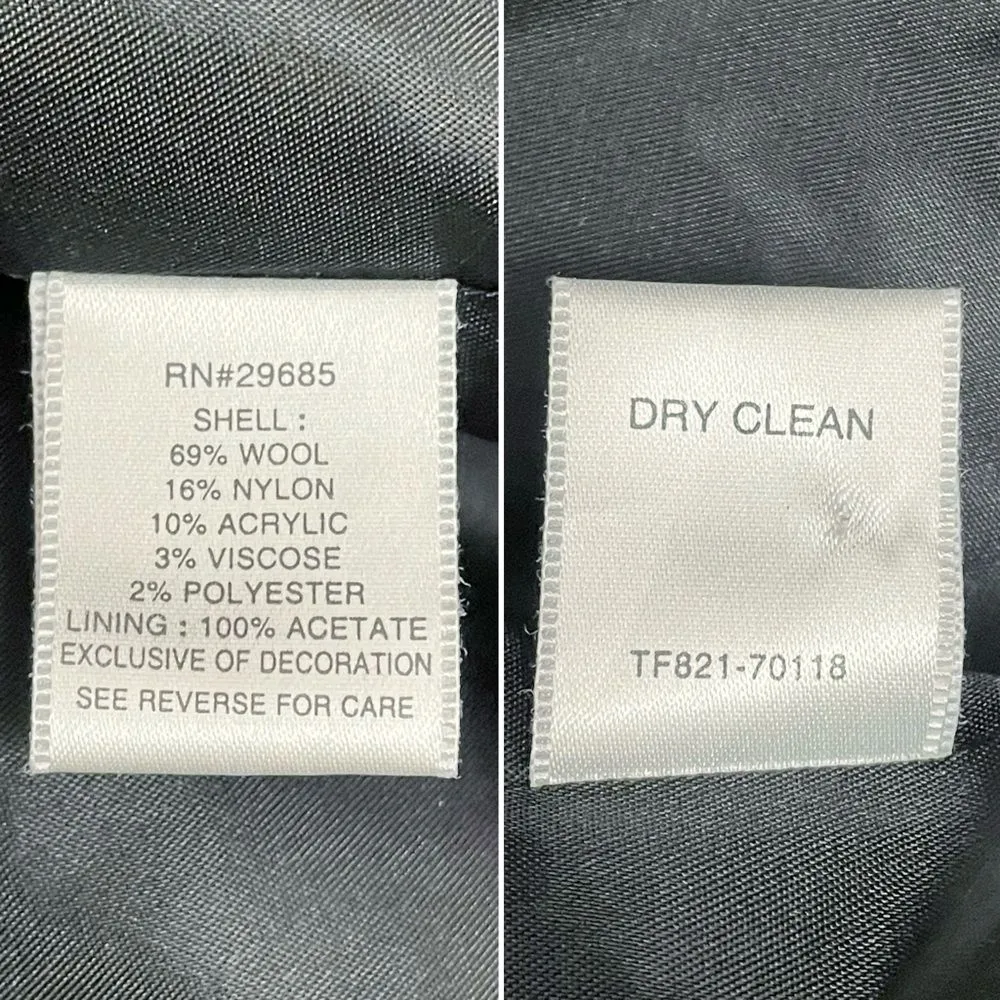 RN#29685
SHELL :
69% WOOL
16% NYLON
10% ACRYLIC
3% VISCOSE
2% POLYESTER
LINING : 100% ACETATE
EXCLUSIVE OF DECORATION
SEE REVERSE FOR CARE
DRY CLEAN
TF821-70118